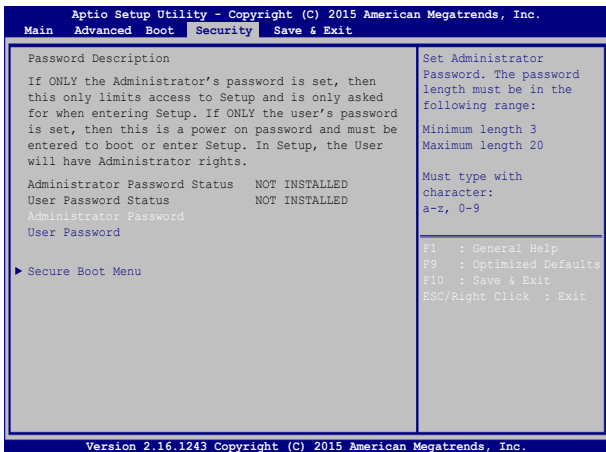 Aptio Setup Utility - Copyright (C) 2015 American Megatrends, Inc.
Main Advanced Boot Security Save & Exit
Password Description
If ONLY the Administrator's password is set, then
this only limits access to Setup and is only asked
for when entering Setup. If ONLY the user's password
is set, then this is a power on password and must be
entered to boot or enter Setup. In Setup, the User
will have Administrator rights.
Administrator Password Status NOT INSTALLED
User Password Status NOT INSTALLED
Administrator Password
User Password
Secure Boot Menu
Set Administrator
Password. The password
length must be in the
following range:
Minimum length 3
Maximum length 20
Must type with
character:
a-z, 0-9
F1 : General Help
F9 : Optimized Defaults
F10 : Save & Exit
ESC/Right Click : Exit
Version 2.16.1243 Copyright (C) 2015 American Megatrends, Inc.